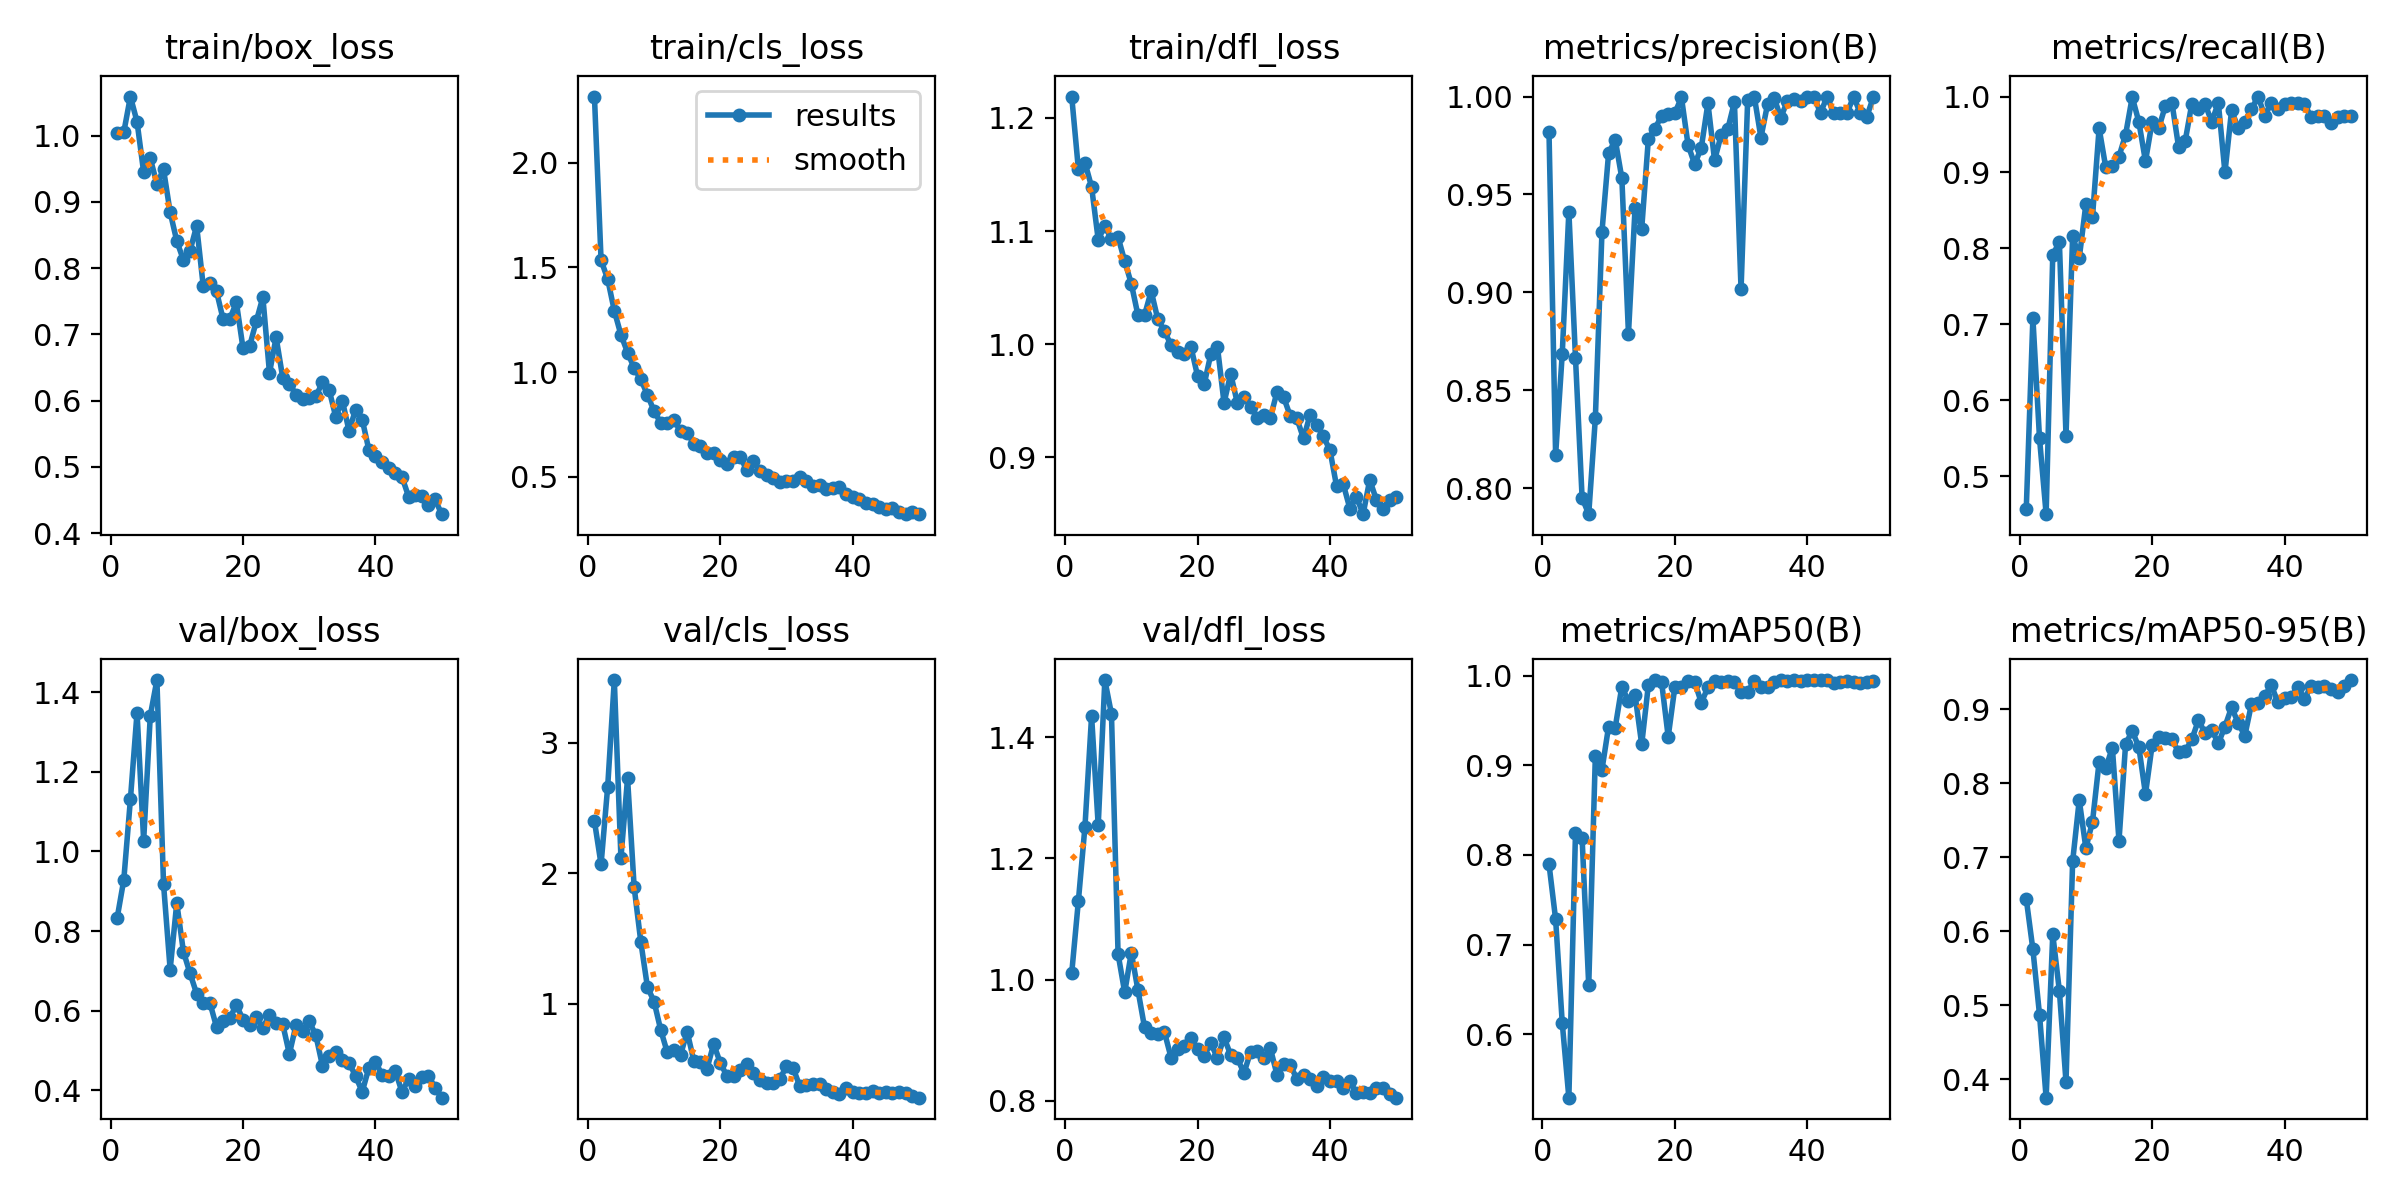 train/box_loss
1.0
0.9
0.8
0.7
0.6
0.5
0.4
0 20 40
train/cls_loss
results
smooth
2.0
1.5
1.0
0.5
0 20 40
train/dfl_loss
1.2
1.1
1.0
0.9
0 20 40
metrics/precision(B)
1.00
0.95
0.90
0.85
0.80
0 20 40
metrics/recall(B)
1.0
0.9
0.8
0.7
0.6
0.5
0 20 40
val/box_loss
1.4
1.2
1.0
0.8
0.6
0.4
0 20 40
val/cls_loss
3
2
1
0 20 40
val/dfl_loss
1.4
1.2
1.0
0.8
0 20 40
metrics/mAP50(B)
1.0
0.9
0.8
0.7
0.6
0 20 40
metrics/mAP50-95(B)
0.9
0.8
0.7
0.6
0.5
0.4
0 20 40